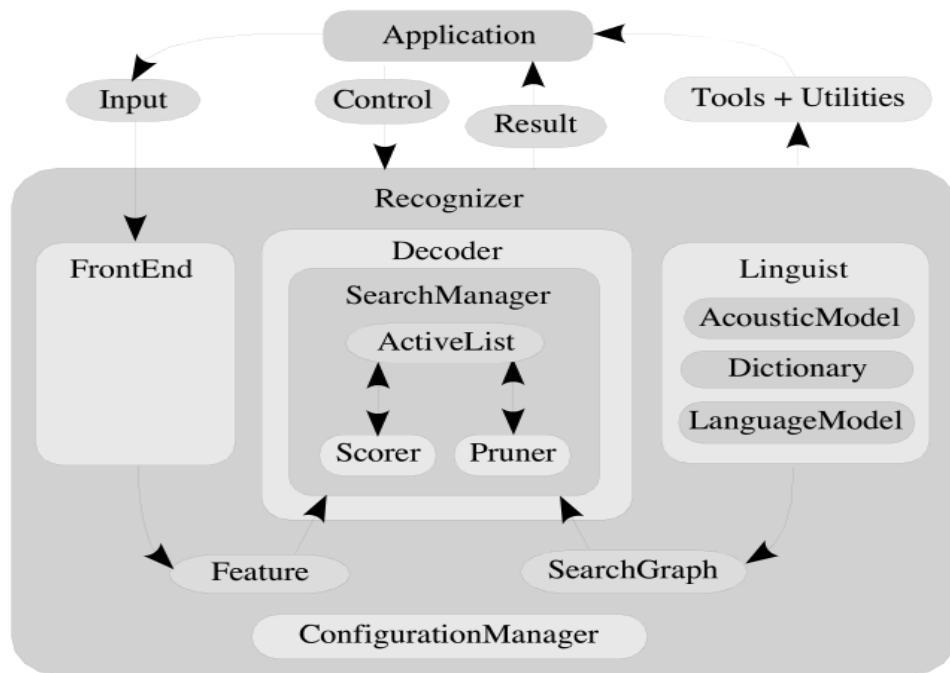 Application
Input
Control
Result
Tools + Utilities
Recognizer
FrontEnd
Decoder
SearchManager
ActiveList
Scorer
Pruner
Linguist
AcousticModel
Dictionary
LanguageModel
Feature
SearchGraph
ConfigurationManager